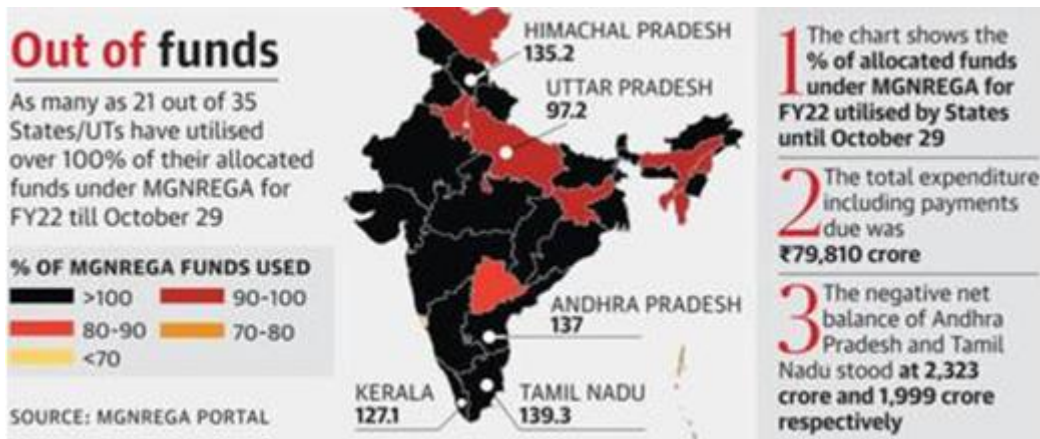 Out of funds
As many as 21 out of 35
States/UTs have utilised
over 100% of their allocated
funds under MGNREGA for
FY22 till October 29
% OF MGNREGA FUNDS USED
>100
90-100
80-90
70-80
<70
SOURCE: MGNREGA PORTAL
HIMACHAL PRADESH
135.2
UTTAR PRADESH
97.2
ANDHRA PRADESH
137
KERALA
127.1
TAMIL NADU
139.3
1 The chart shows the
% of allocated funds
under MGNREGA for
FY22 utilised by States
until October 29
2 The total expenditure
including payments
due was
₹79,810 crore
3 The negative net
balance of Andhra
Pradesh and Tamil
Nadu stood at 2,323
crore and 1,999 crore
respectively